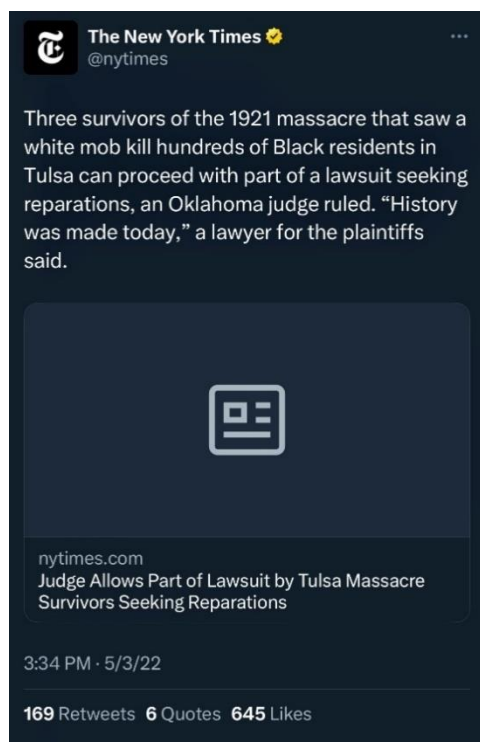 The New York Times
@nytimes
Three survivors of the 1921 massacre that saw a
white mob kill hundreds of Black residents in
Tulsa can proceed with part of a lawsuit seeking
reparations, an Oklahoma judge ruled. “History
was made today,” a lawyer for the plaintiffs
said.
nytimes.com
Judge Allows Part of Lawsuit by Tulsa Massacre
Survivors Seeking Reparations
3:34 PM · 5/3/22
169 Retweets 6 Quotes 645 Likes